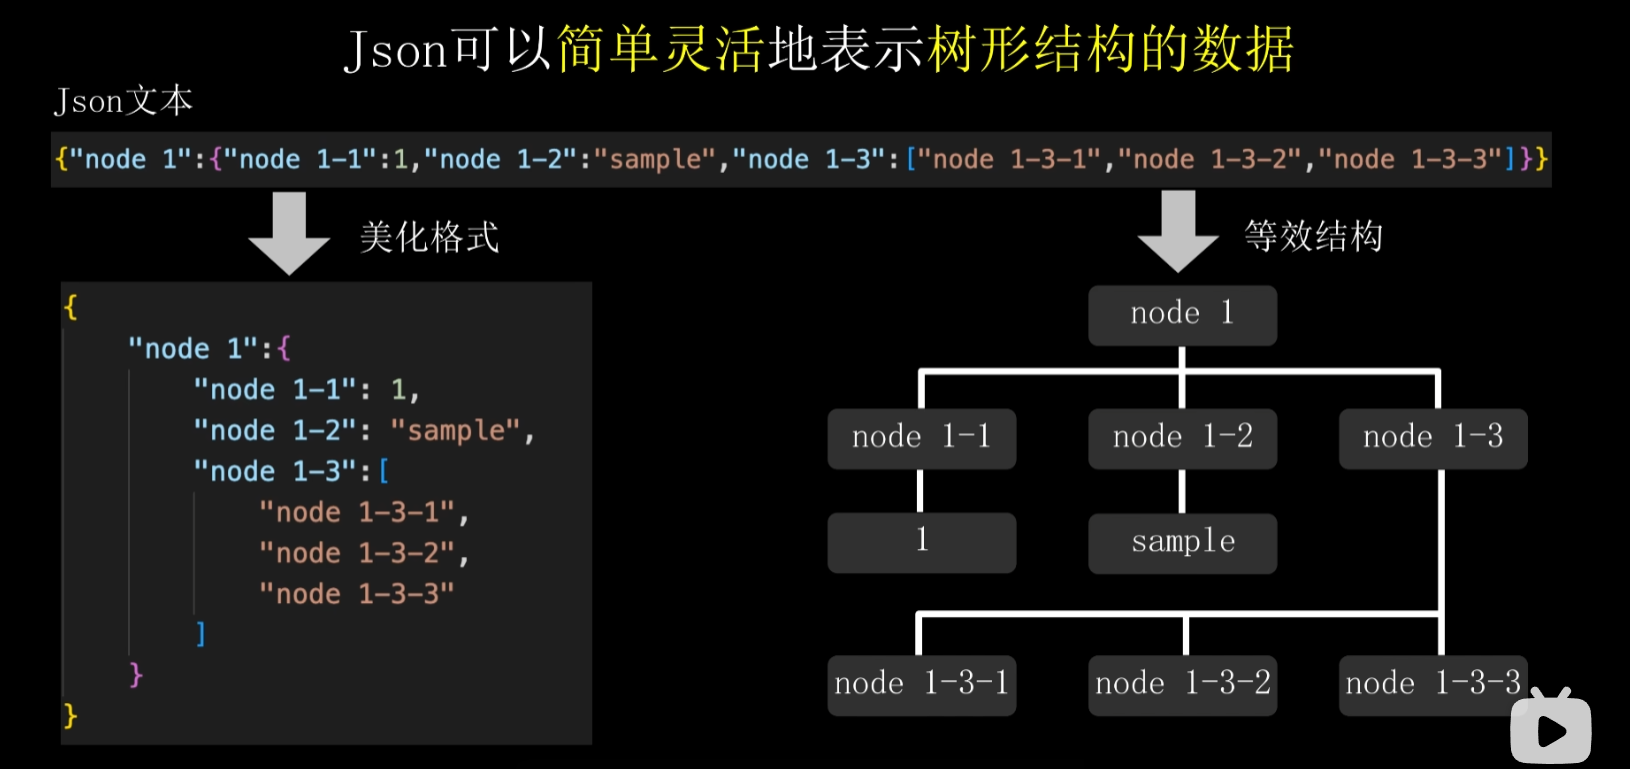 Json可以简单灵活地表示树形结构的数据
Json文本
{"node 1":{"node 1-1":1,"node 1-2":"sample","node 1-3":["node 1-3-1","node 1-3-2","node 1-3-3"]}}
美化格式
等效结构
{
"node 1":{
"node 1-1": 1,
"node 1-2": "sample",
"node 1-3":[
"node 1-3-1",
"node 1-3-2",
"node 1-3-3"
]
}
}
node 1
node 1-1
node 1-2
node 1-3
1
sample
node 1-3-1
node 1-3-2
node 1-3-3